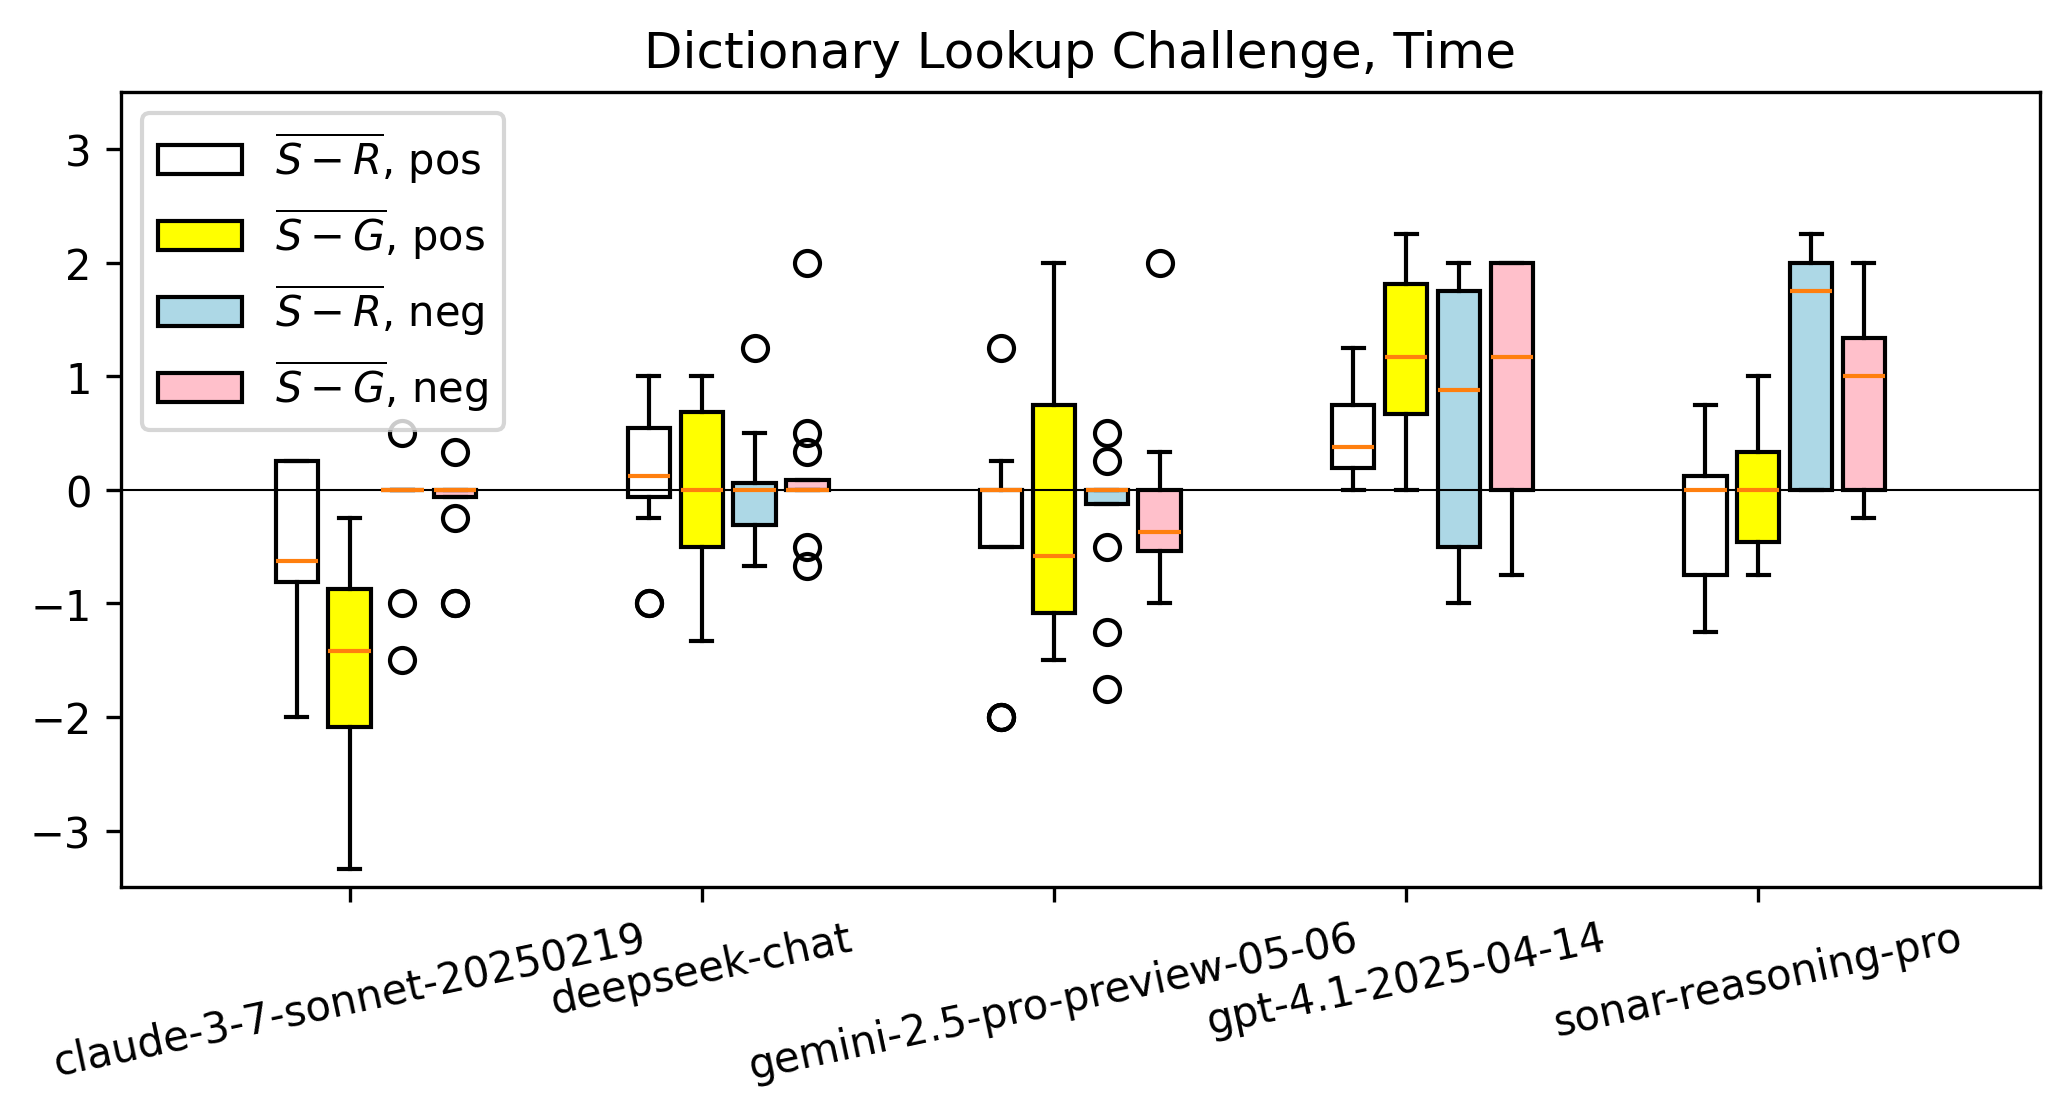 Dictionary Lookup Challenge, Time
S − R, pos
S − G, pos
S − R, neg
S − G, neg
3
2
1
0
−1
−2
−3
claude-3-7-sonnet-20250219
deepseek-chat
gemini-2.5-pro-preview-05-06
gpt-4.1-2025-04-14
sonar-reasoning-pro